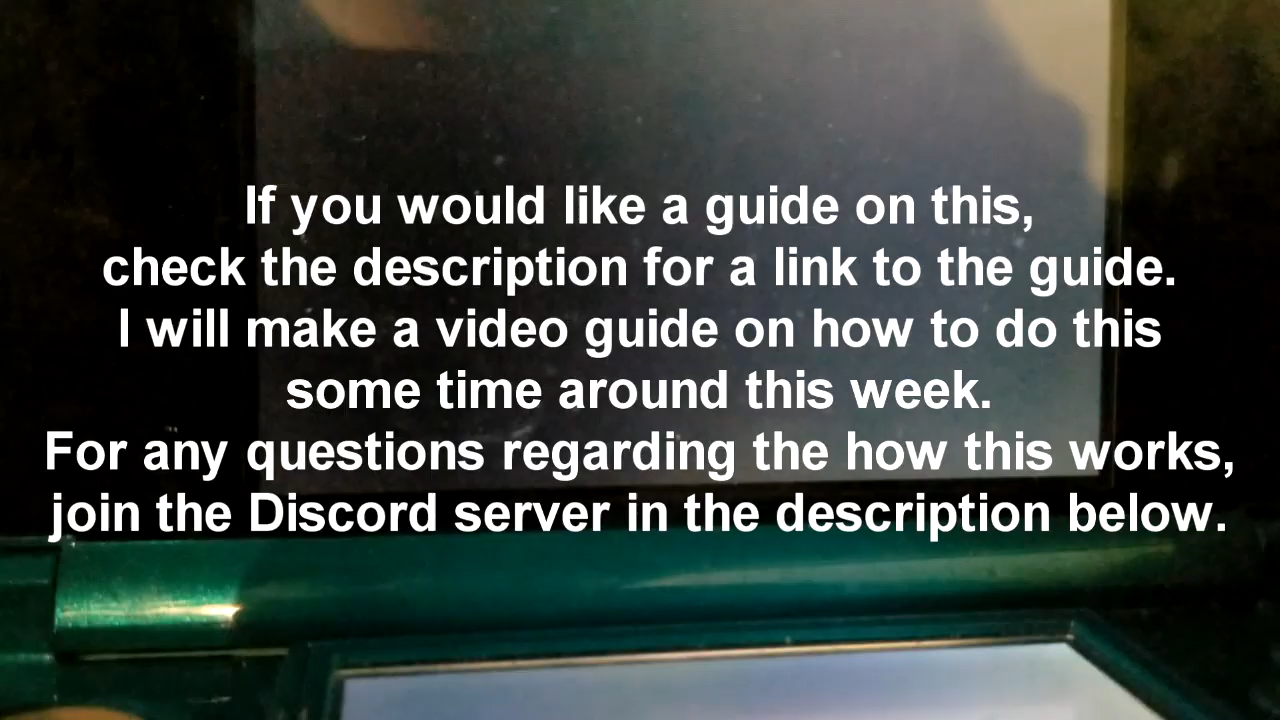 If you would like a guide on this,
check the description for a link to the guide.
I will make a video guide on how to do this
some time around this week.
For any questions regarding the how this works,
join the Discord server in the description below.